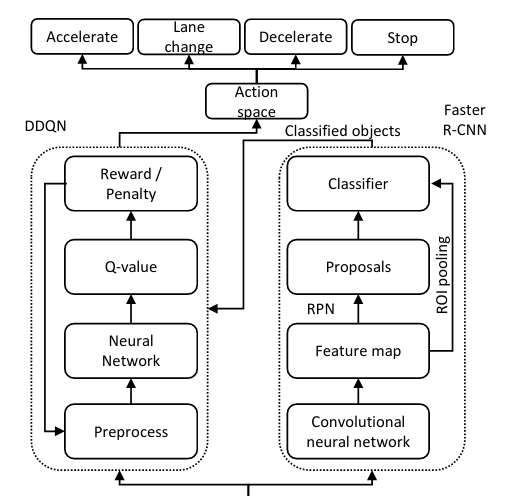 Accelerate
Lane
change
Decelerate
Stop
Action
space
DDQN
Classified objects
Faster
R-CNN
Reward /
Penalty
Classifier
Q-value
Proposals
ROI pooling
RPN
Neural
Network
Feature map
Preprocess
Convolutional
neural network